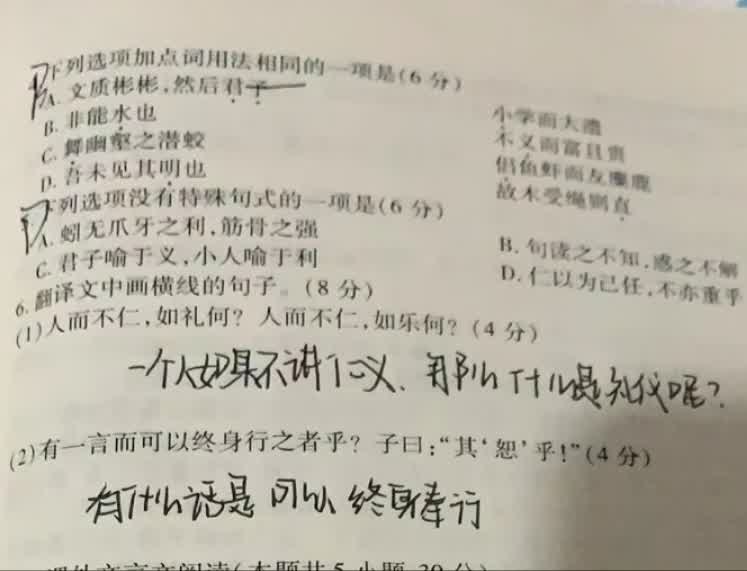 下列选项加点词用法相同的一项是(6 分)
A. 文质彬彬,然后君子 小学而大遗
B. 非能水也 不义而富且贵
C. 舞幽壑之潜蛟 侣鱼虾而友麋鹿
D. 吾未见其明也 故木受绳则直
下列选项没有特殊句式的一项是(6 分)
A. 蚓无爪牙之利,筋骨之强 B. 句读之不知,惑之不解
C. 君子喻于义,小人喻于利 D. 仁以为己任,不亦重乎
6. 翻译文中画横线的句子。(8 分)
(1)人而不仁,如礼何?人而不仁,如乐何?(4 分)
一个人如果不讲仁义、那么什么是礼仪呢?
(2)有一言而可以终身行之者乎?子曰:“其‘恕’乎!”(4 分)
有什么话是可以终身奉行